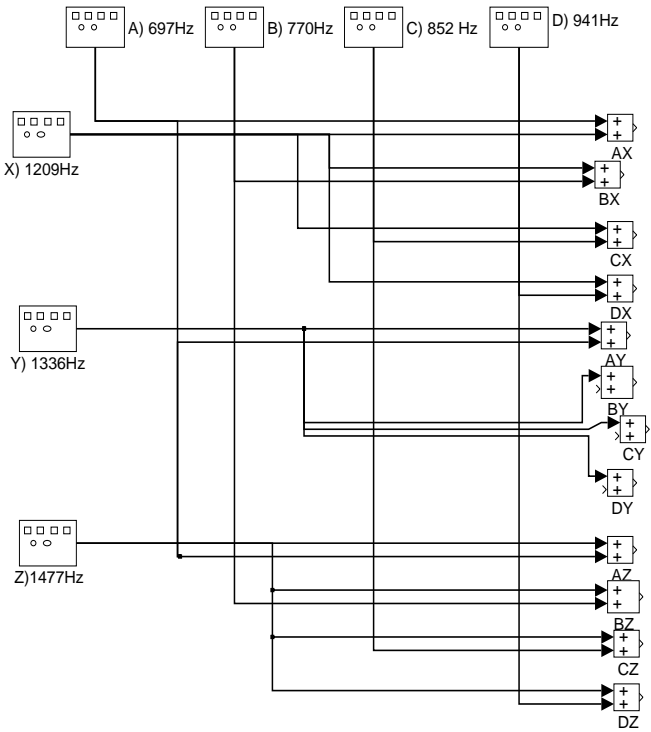 A) 697Hz
B) 770Hz
C) 852 Hz
D) 941Hz
X) 1209Hz
+
+
AX
+
+
BX
+
+
CX
+
+
DX
Y) 1336Hz
+
+
AY
+
+
BY
+
+
CY
+
+
DY
Z)1477Hz
+
+
AZ
+
+
BZ
+
+
CZ
+
+
DZ